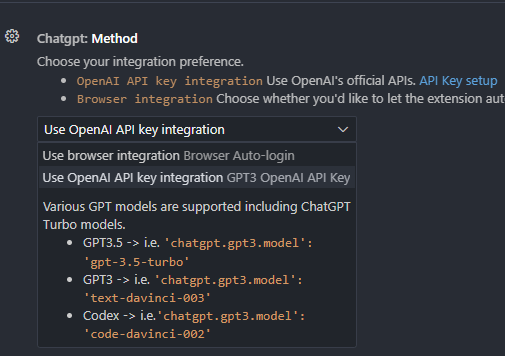 Chatgpt: Method
Choose your integration preference.
• OpenAI API key integration Use OpenAI's official APIs. API Key setup
• Browser integration Choose whether you'd like to let the extension aut
Use OpenAI API key integration
Use browser integration Browser Auto-login
Use OpenAI API key integration GPT3 OpenAI API Key
Various GPT models are supported including ChatGPT
Turbo models.
• GPT3.5 -> i.e. 'chatgpt.gpt3.model':
'gpt-3.5-turbo'
• GPT3 -> i.e. 'chatgpt.gpt3.model':
'text-davinci-003'
• Codex -> i.e.'chatgpt.gpt3.model':
'code-davinci-002'